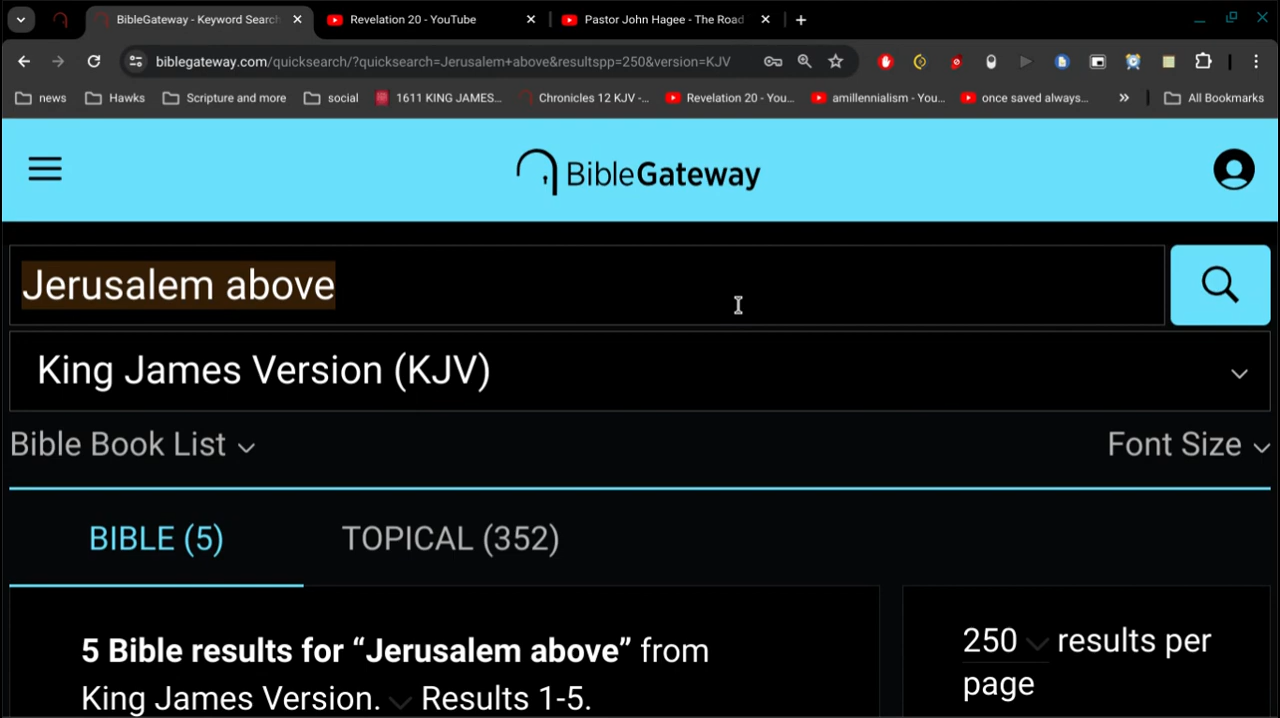 BibleGateway - Keyword Search
Revelation 20 - YouTube
Pastor John Hagee - The Road
biblegateway.com/quicksearch/?quicksearch=Jerusalem+above&resultspp=250&version=KJV
news
Hawks
Scripture and more
social
1611 KING JAMES...
Chronicles 12 KJV -...
Revelation 20 - You...
amillennialism - You...
once saved always...
All Bookmarks
BibleGateway
Jerusalem above
King James Version (KJV)
Bible Book List
Font Size
BIBLE (5)
TOPICAL (352)
5 Bible results for “Jerusalem above” from
King James Version. Results 1-5.
250 results per
page